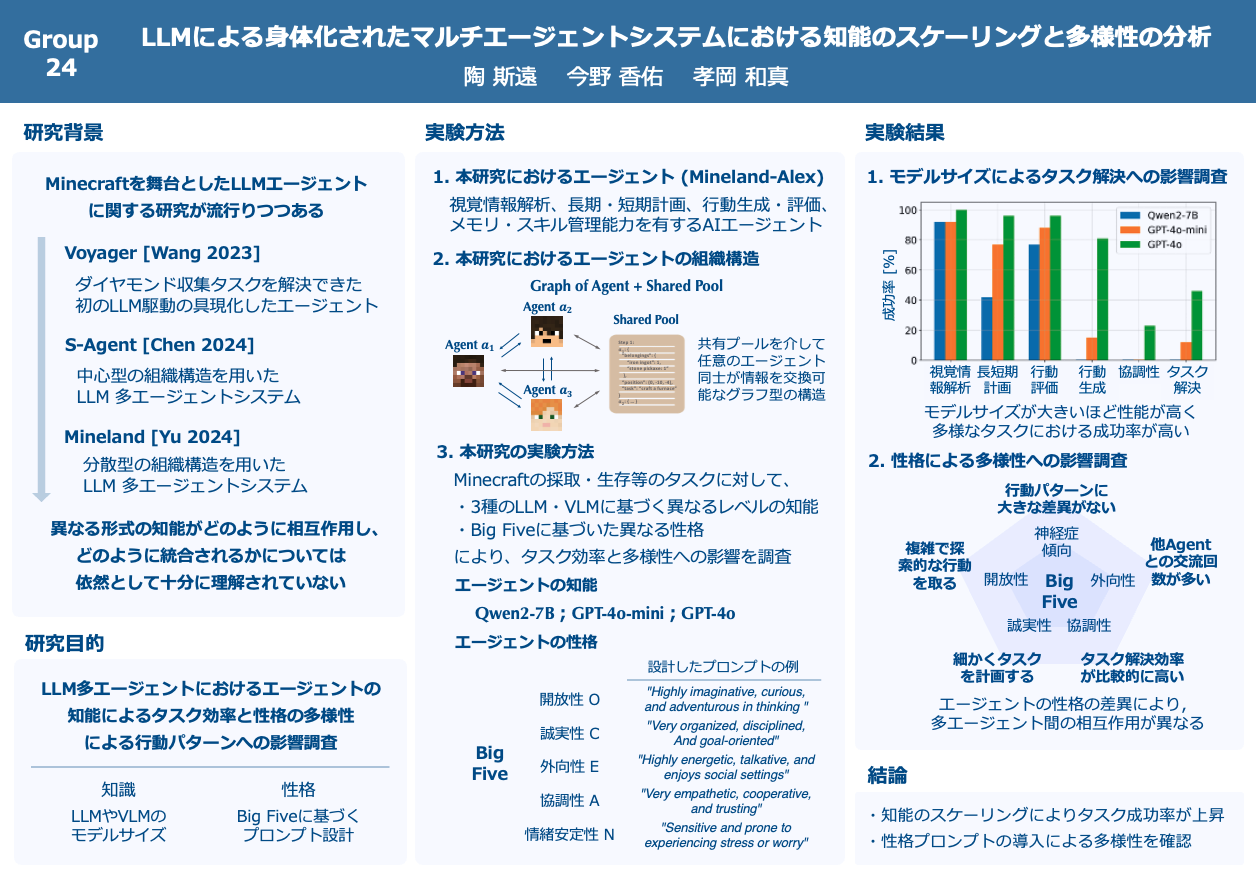 Group
24
LLMによる身体化されたマルチエージェントシステムにおける知能のスケーリングと多様性の分析
陶 斯遠 今野 香佑 孝岡 和真
研究背景
Minecraftを舞台としたLLMエージェント
に関する研究が流行りつつある
Voyager [Wang 2023]
ダイヤモンド収集タスクを解決できた
初のLLM駆動の具現化したエージェント
S-Agent [Chen 2024]
中心型の組織構造を用いた
LLM 多エージェントシステム
Mineland [Yu 2024]
分散型の組織構造を用いた
LLM 多エージェントシステム
異なる形式の知能がどのように相互作用し、
どのように統合されるかについては
依然として十分に理解されていない
研究目的
LLM多エージェントにおけるエージェントの
知能によるタスク効率と性格の多様性
による行動パターンへの影響調査
知識 性格
LLMやVLMの
モデルサイズ
Big Fiveに基づく
プロンプト設計
実験方法
1. 本研究におけるエージェント (Mineland-Alex)
視覚情報解析、長期・短期計画、行動生成・評価、
メモリ・スキル管理能力を有するAIエージェント
2. 本研究におけるエージェントの組織構造
Graph of Agent + Shared Pool
Agent a2
Agent a1
Agent a3
Shared Pool
Step 1:
共有プールを介して
任意のエージェント
同士が情報を交換可
能なグラフ型の構造
3. 本研究の実験方法
Minecraftの採取・生存等のタスクに対して、
・3種のLLM・VLMに基づく異なるレベルの知能
・Big Fiveに基づいた異なる性格
により、タスク効率と多様性への影響を調査
エージェントの知能
Qwen2-7B ; GPT-4o-mini ; GPT-4o
エージェントの性格
設計したプロンプトの例
Big
Five
開放性 O
"Highly imaginative, curious,
and adventurous in thinking "
誠実性 C
"Very organized, disciplined,
And goal-oriented"
外向性 E
"Highly energetic, talkative, and
enjoys social settings"
協調性 A
"Very empathetic, cooperative,
and trusting"
情緒安定性 N
"Sensitive and prone to
experiencing stress or worry"
実験結果
1. モデルサイズによるタスク解決への影響調査
成功率 [%]
100
80
60
40
20
0
Qwen2-7B
GPT-4o-mini
GPT-4o
視覚情
報解析
長短期
計画
行動
評価
行動
生成
協調性
タスク
解決
モデルサイズが大きいほど性能が高く
多様なタスクにおける成功率が高い
2. 性格による多様性への影響調査
行動パターンに
大きな差異がない
神経症
傾向
複雑で探
索的な行動
を取る
開放性
Big
Five
外向性
他Agent
との交流回
数が多い
誠実性 協調性
細かくタスク
を計画する
タスク解決効率
が比較的に高い
エージェントの性格の差異により,
多エージェント間の相互作用が異なる
結論
・知能のスケーリングによりタスク成功率が上昇
・性格プロンプトの導入による多様性を確認